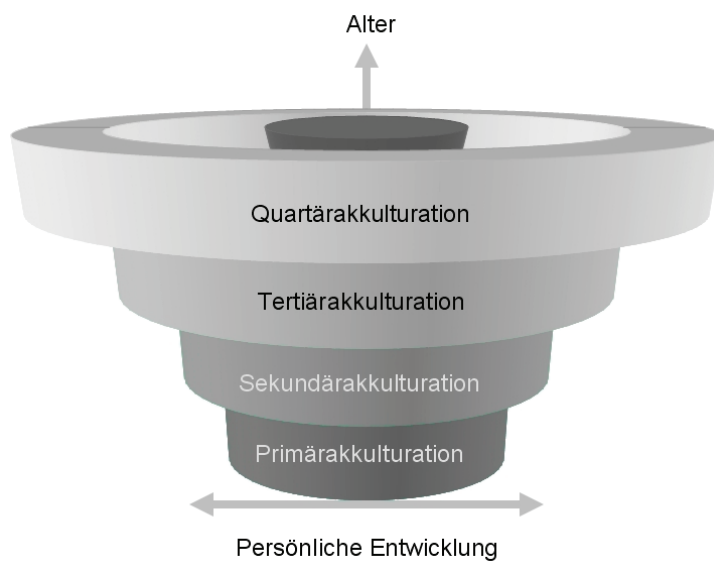 Alter
Quartärakkulturation
Tertiärakkulturation
Sekundärakkulturation
Primärakkulturation
Persönliche Entwicklung